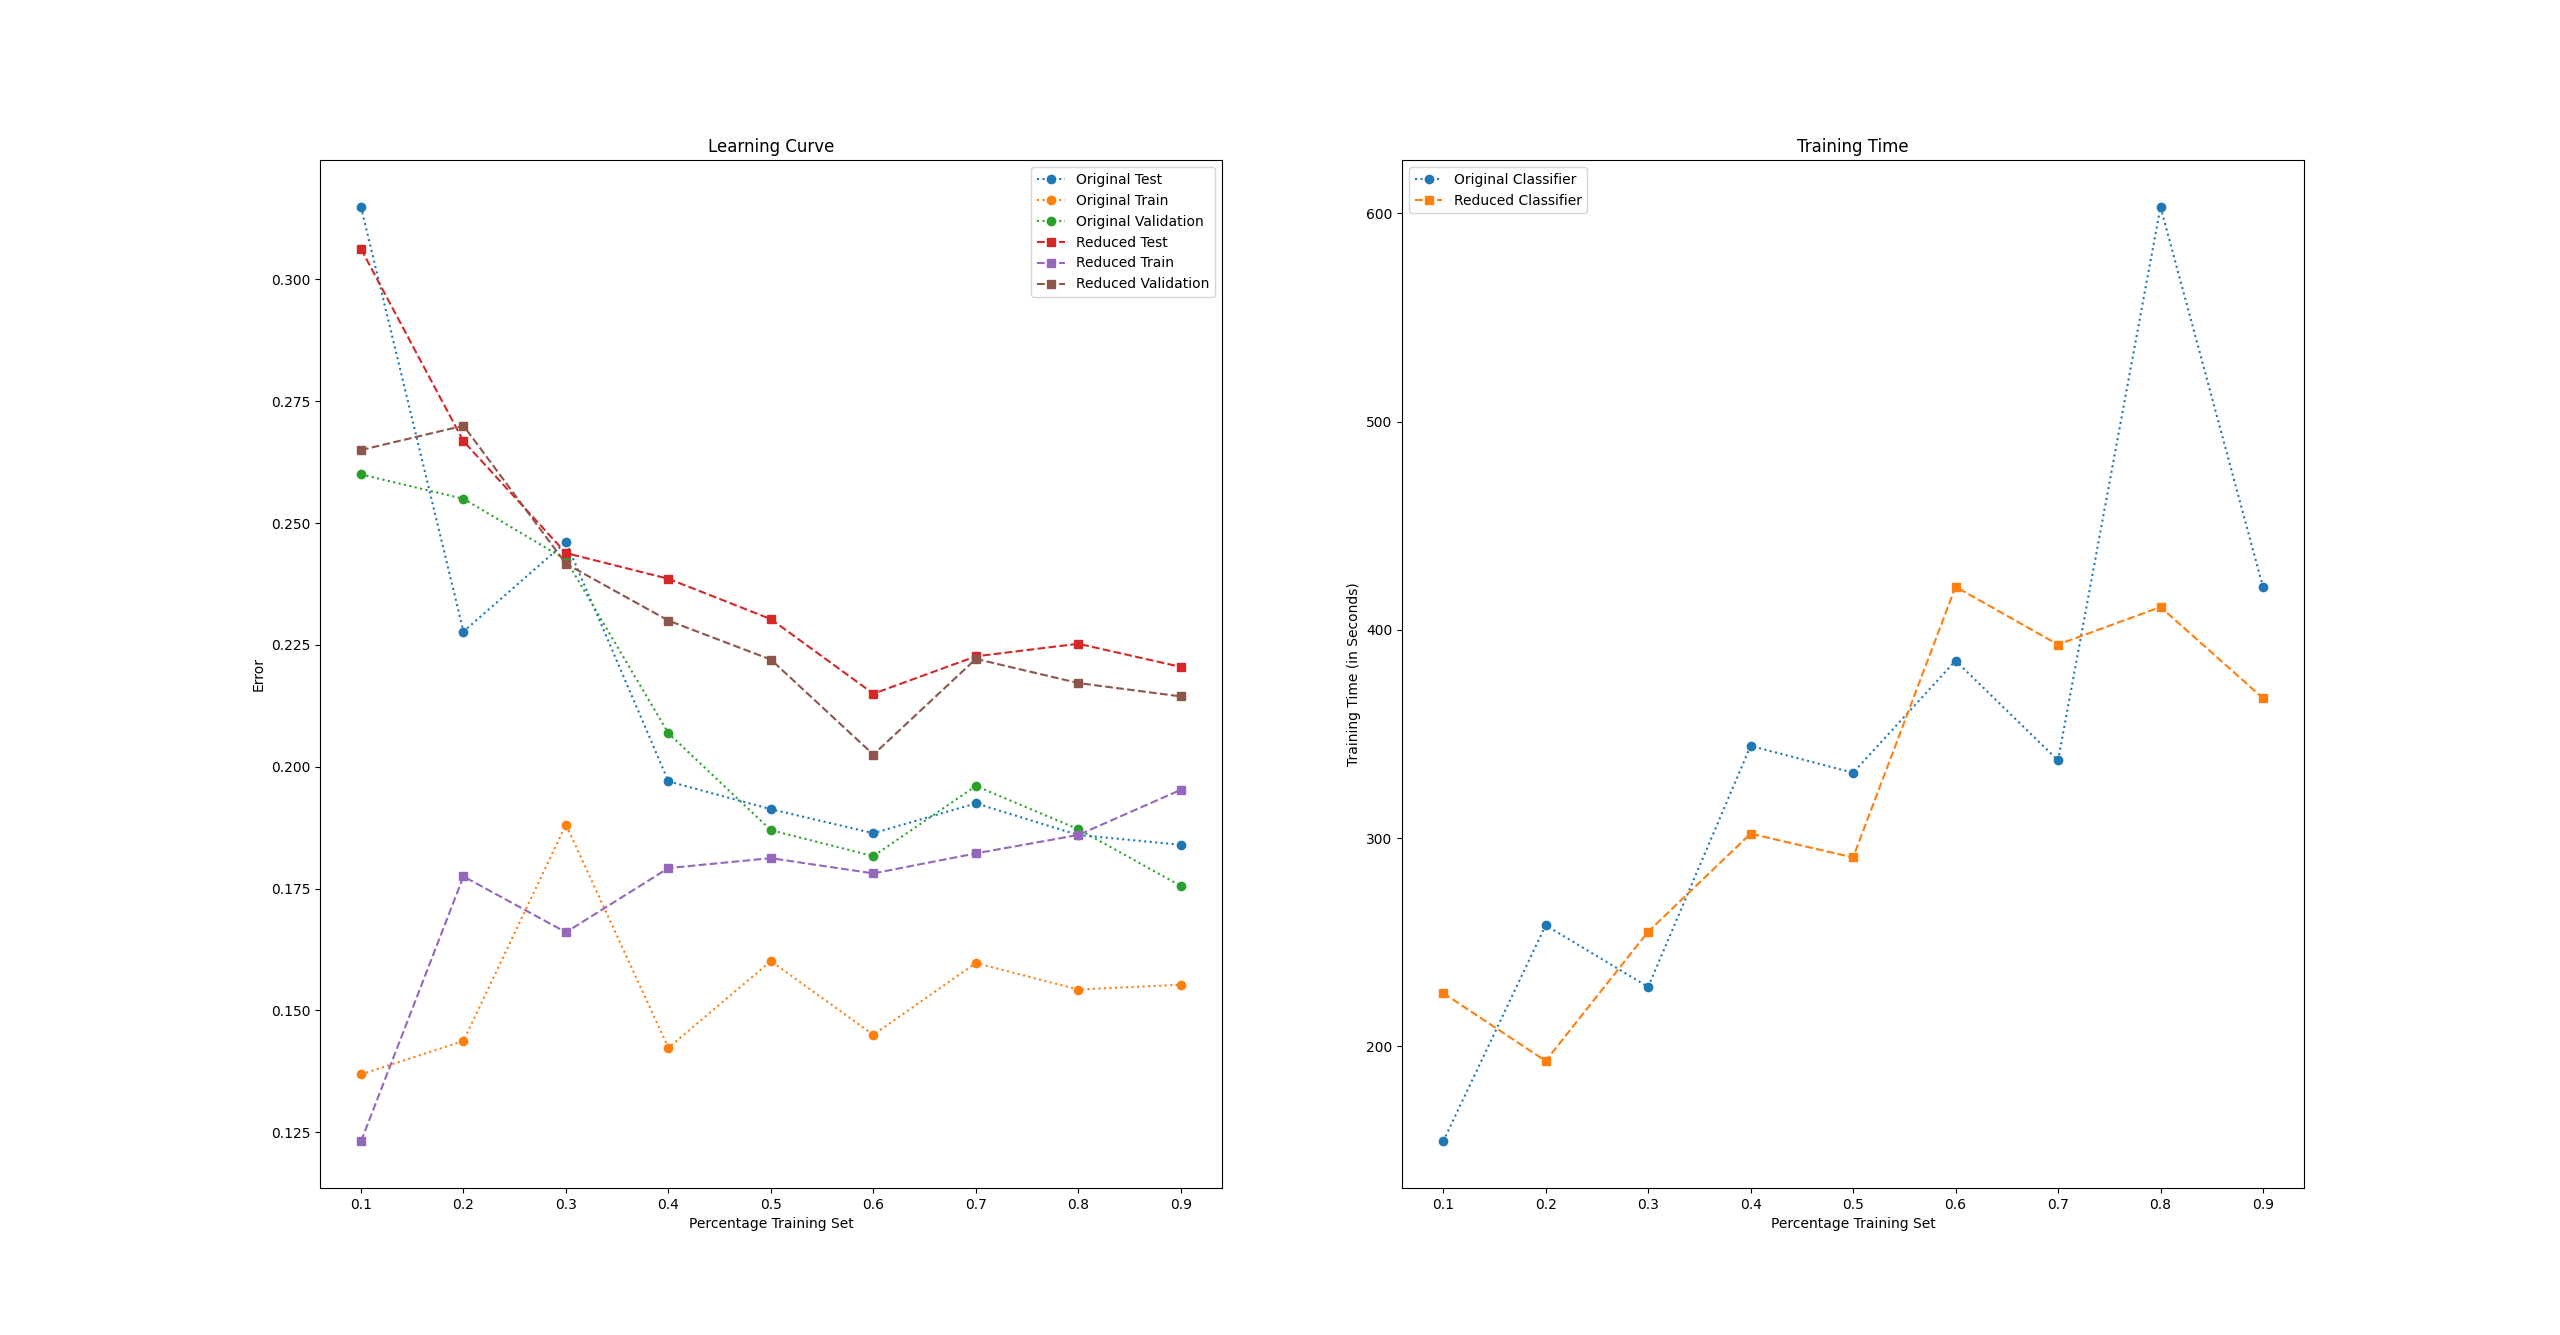 Learning Curve
Original Test
Original Train
Original Validation
Reduced Test
Reduced Train
Reduced Validation
0.300
0.275
0.250
0.225
0.200
0.175
0.150
0.125
Error
0.1 0.2 0.3 0.4 0.5 0.6 0.7 0.8 0.9
Percentage Training Set
Training Time
Original Classifier
Reduced Classifier
600
500
400
300
200
Training Time (in Seconds)
0.1 0.2 0.3 0.4 0.5 0.6 0.7 0.8 0.9
Percentage Training Set